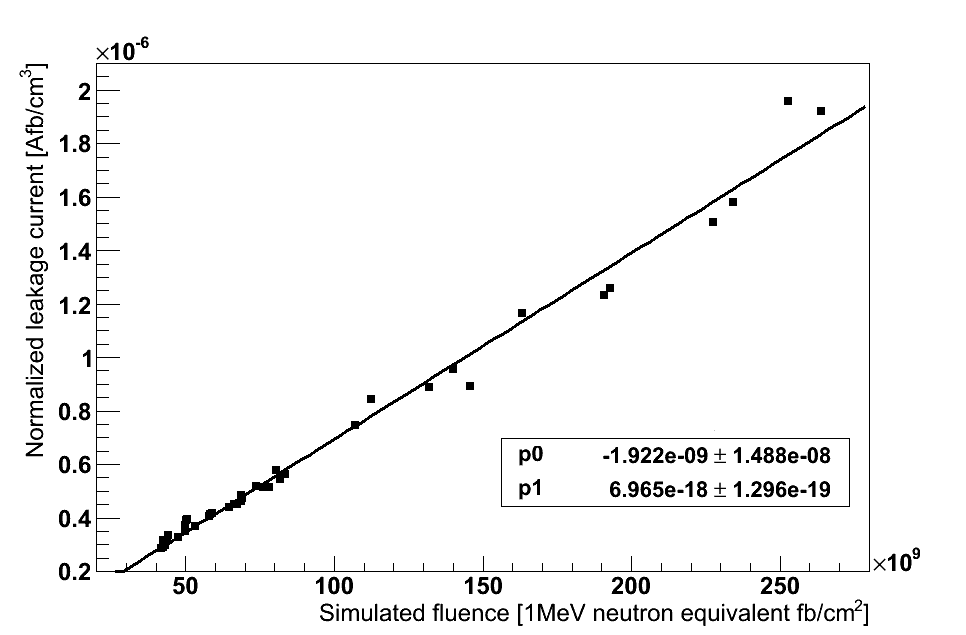 ×10-6
Normalized leakage current [Afb/cm3]
2
1.8
1.6
1.4
1.2
1
0.8
0.6
0.4
0.2
p0 -1.922e-09 ± 1.488e-08
p1 6.965e-18 ± 1.296e-19
50 100 150 200 250
×109
Simulated fluence [1MeV neutron equivalent fb/cm2]